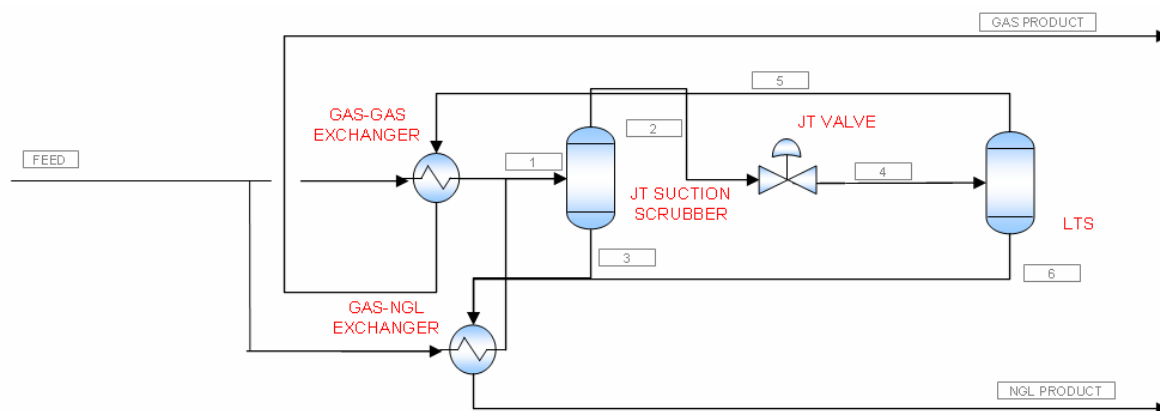 GAS PRODUCT
5
GAS-GAS
EXCHANGER
JT VALVE
2
FEED
1
4
JT SUCTION
SCRUBBER
LTS
3
6
GAS-NGL
EXCHANGER
NGL PRODUCT